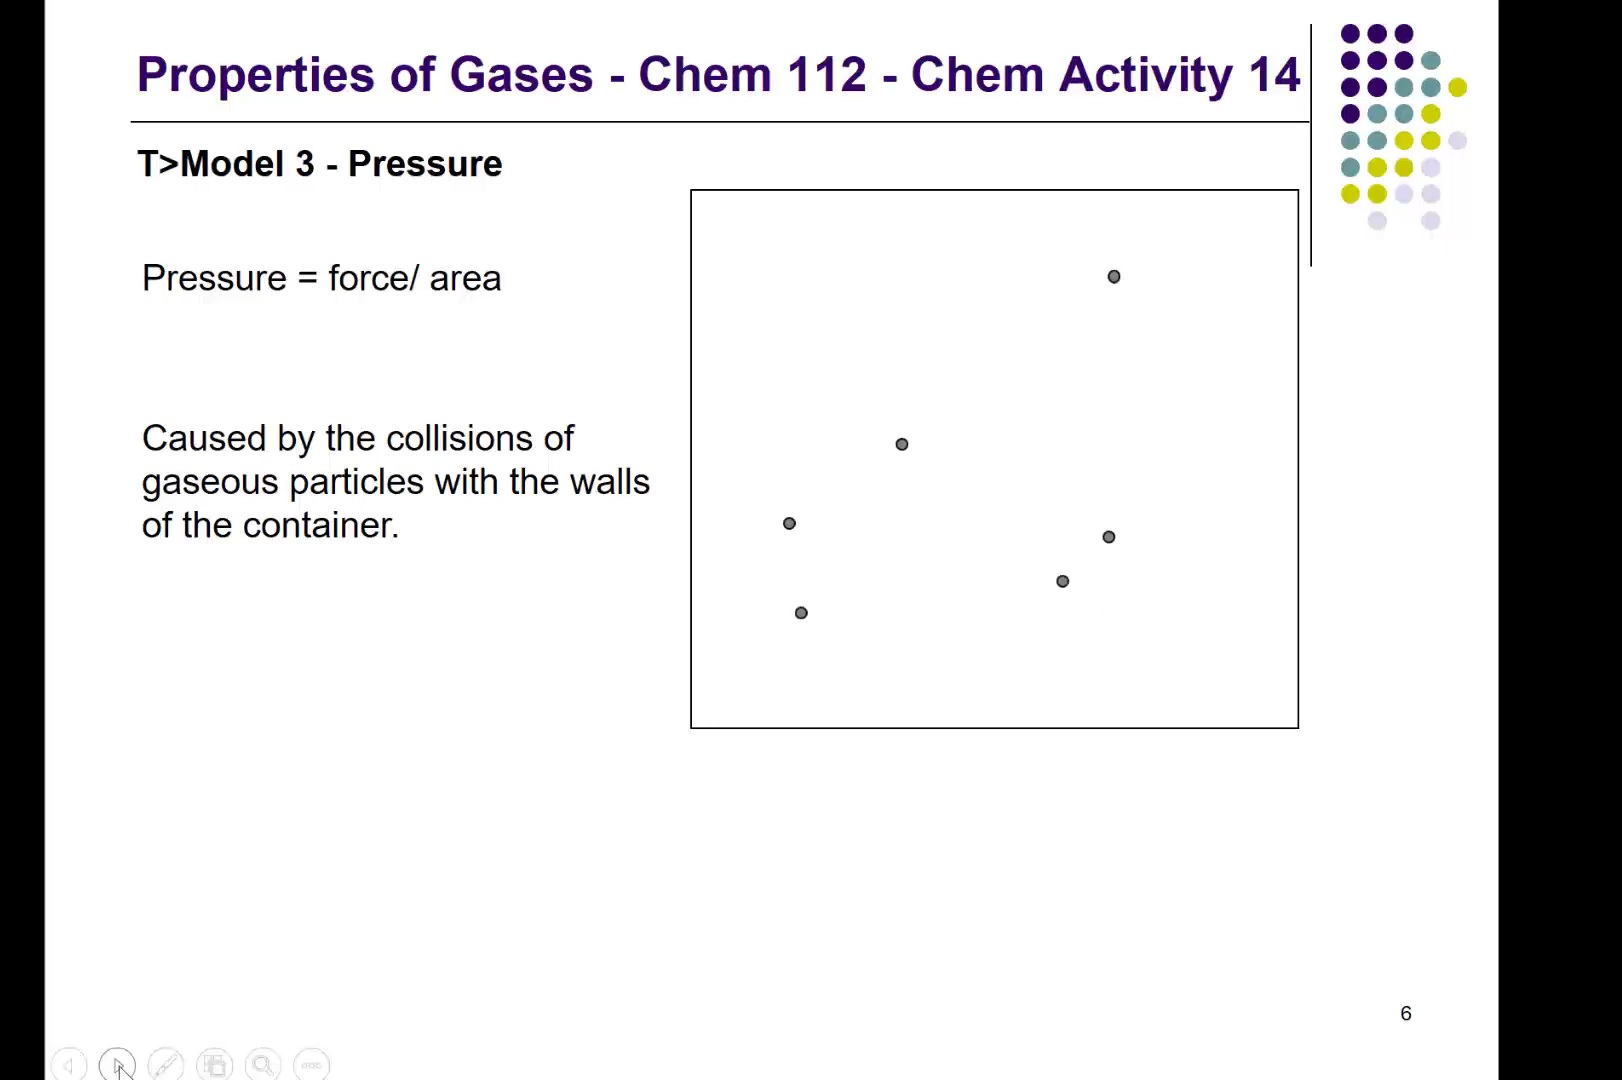 Properties of Gases - Chem 112 - Chem Activity 14
T>Model 3 - Pressure
Pressure = force/ area
Caused by the collisions of
gaseous particles with the walls
of the container.
6